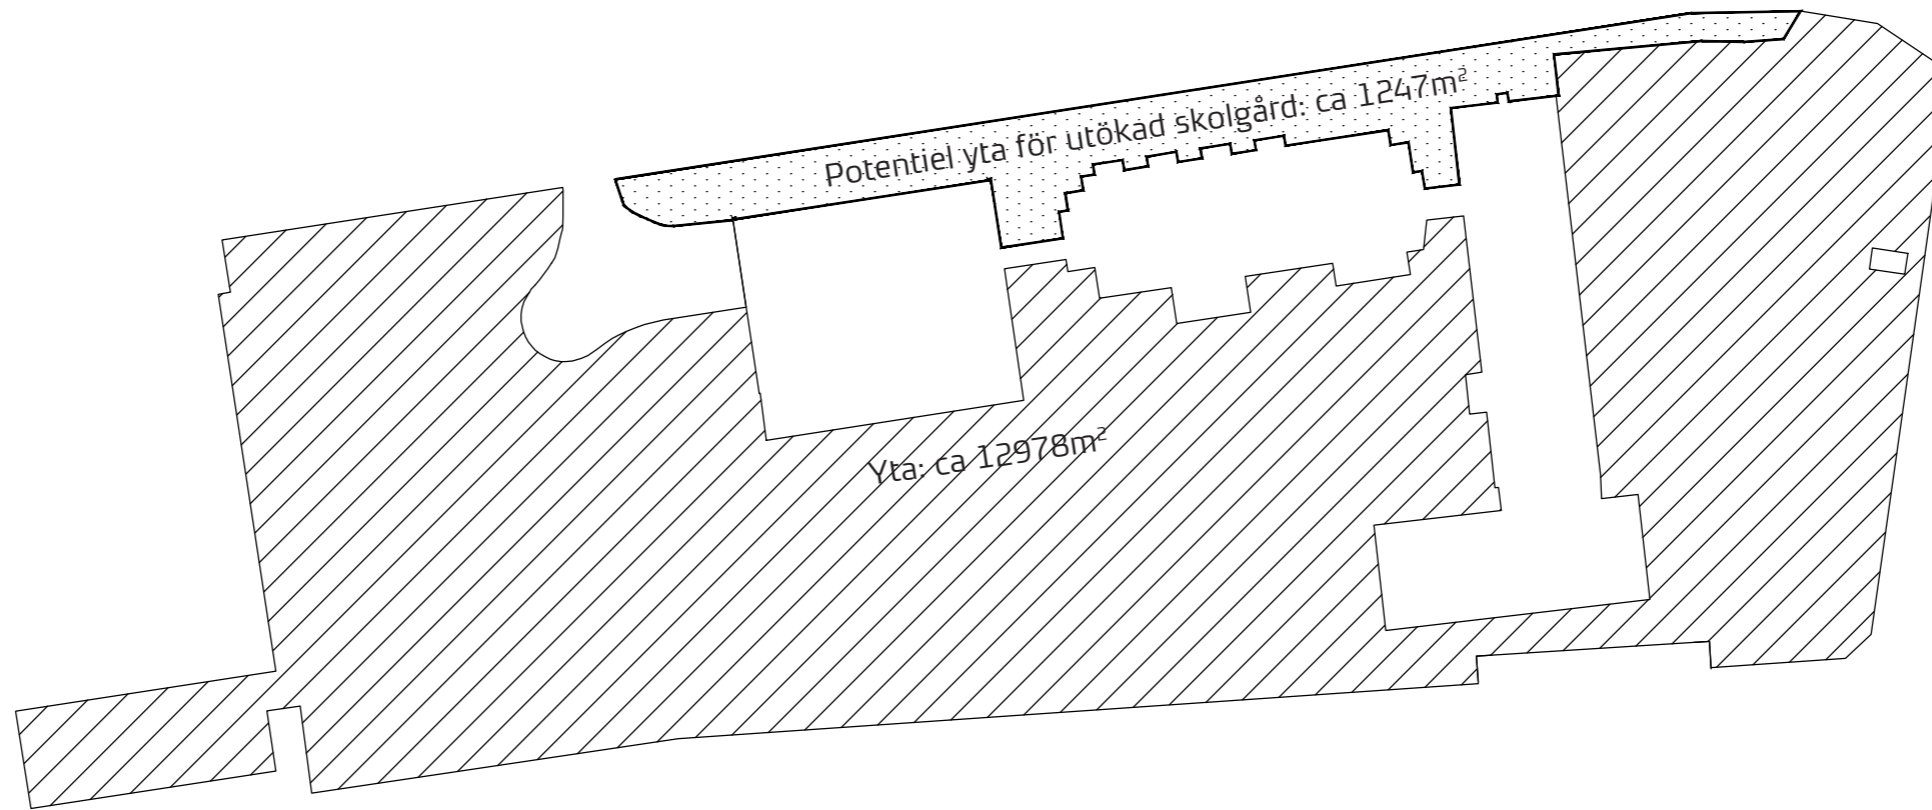 Potentiel yta för utökad skolgård: ca 1247m²
Yta: ca 12978m²